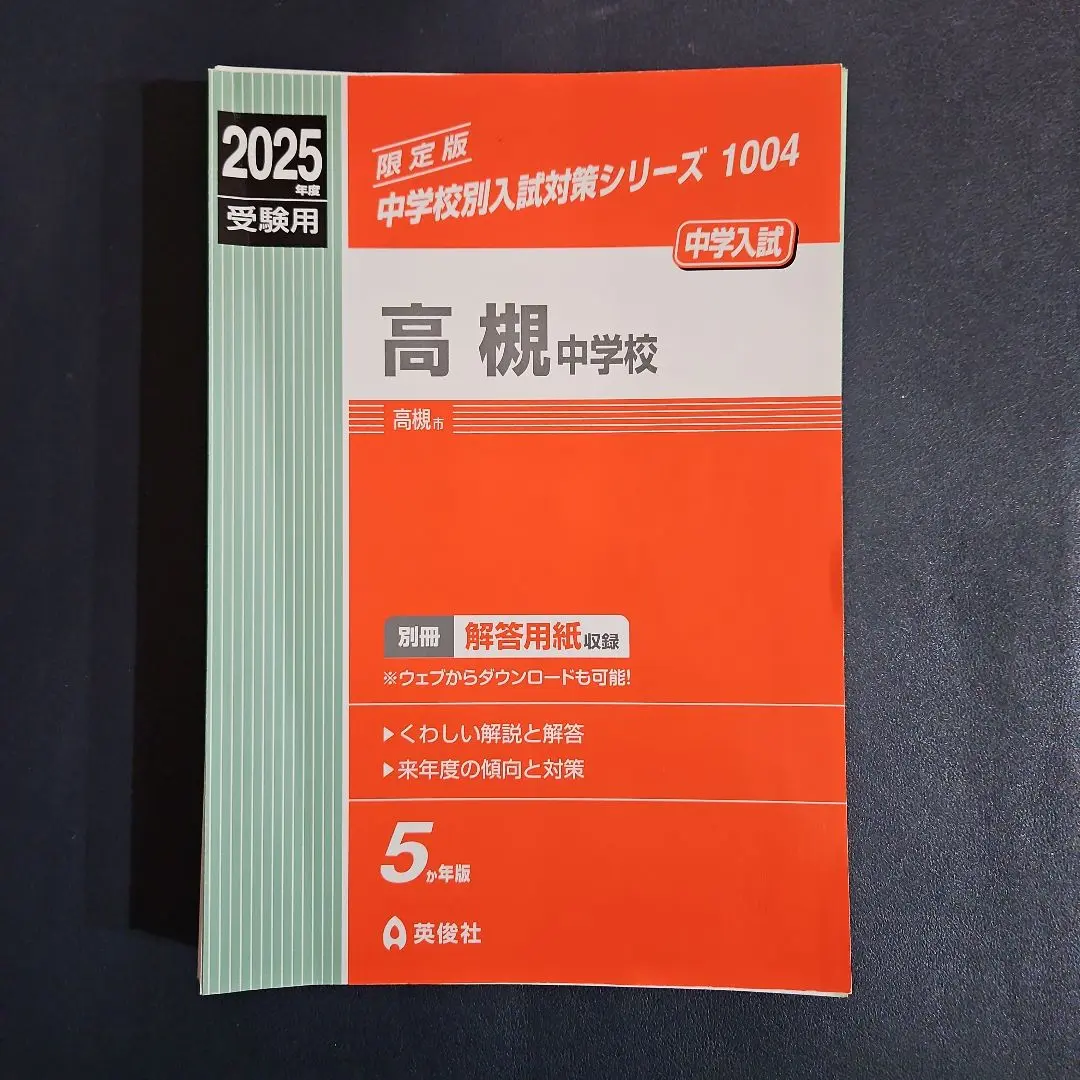 2025
年度
受験用
限定版
中学校別入試対策シリーズ 1004
中学入試
高槻中学校
高槻市
別冊 解答用紙収録
※ウェブからダウンロードも可能!
▶くわしい解説と解答
▶来年度の傾向と対策
5か年版
英俊社